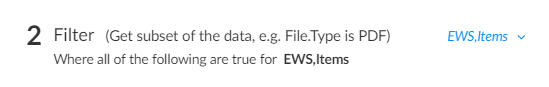 2 Filter (Get subset of the data, e.g. File.Type is PDF) EWS,Items
Where all of the following are true for EWS,Items